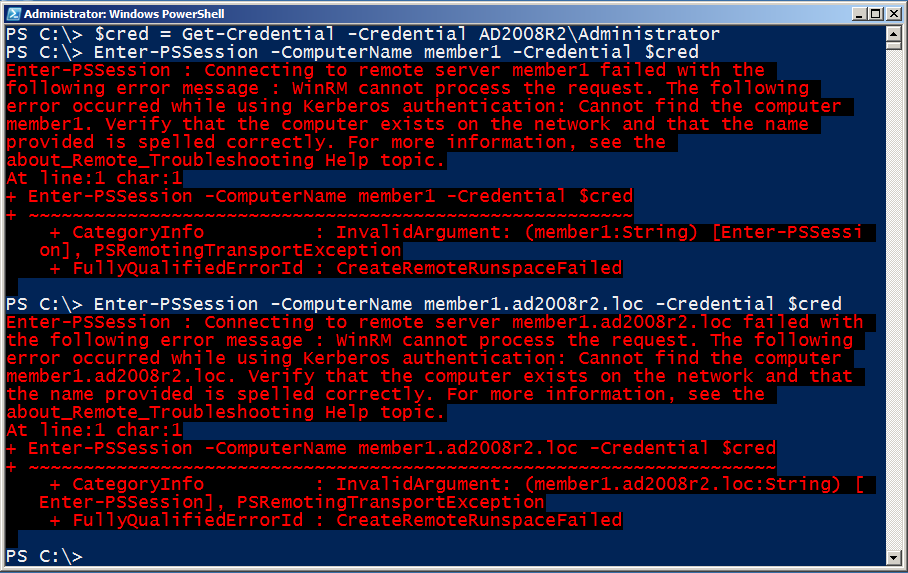 Administrator: Windows PowerShell
PS C:\> $cred = Get-Credential -Credential AD2008R2\Administrator
PS C:\> Enter-PSSession -ComputerName member1 -Credential $cred
Enter-PSSession : Connecting to remote server member1 failed with the
following error message : WinRM cannot process the request. The following
error occurred while using Kerberos authentication: Cannot find the computer
member1. Verify that the computer exists on the network and that the name
provided is spelled correctly. For more information, see the
about_Remote_Troubleshooting Help topic.
At line:1 char:1
+ Enter-PSSession -ComputerName member1 -Credential $cred
+ ~~~~~~~~~~~~~~~~~~~~~~~~~~~~~~~~~~~~~~~~~~~~~~~~~~~~~~~
    + CategoryInfo          : InvalidArgument: (member1:String) [Enter-PSSessi
   on], PSRemotingTransportException
    + FullyQualifiedErrorId : CreateRemoteRunspaceFailed
PS C:\> Enter-PSSession -ComputerName member1.ad2008r2.loc -Credential $cred
Enter-PSSession : Connecting to remote server member1.ad2008r2.loc failed with
the following error message : WinRM cannot process the request. The following
error occurred while using Kerberos authentication: Cannot find the computer
member1.ad2008r2.loc. Verify that the computer exists on the network and that
the name provided is spelled correctly. For more information, see the
about_Remote_Troubleshooting Help topic.
At line:1 char:1
+ Enter-PSSession -ComputerName member1.ad2008r2.loc -Credential $cred
+ ~~~~~~~~~~~~~~~~~~~~~~~~~~~~~~~~~~~~~~~~~~~~~~~~~~~~~~~~~~~~~~~~~~~~
    + CategoryInfo          : InvalidArgument: (member1.ad2008r2.loc:String) [
   Enter-PSSession], PSRemotingTransportException
    + FullyQualifiedErrorId : CreateRemoteRunspaceFailed
PS C:\>